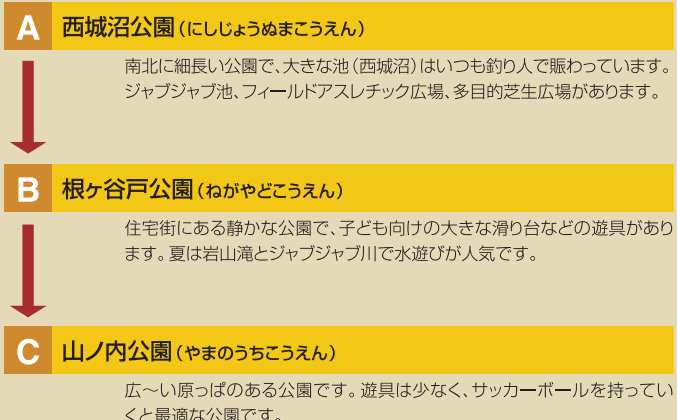 A 西城沼公園(にしじょうぬまこうえん)
南北に細長い公園で、大きな池(西城沼)はいつも釣り人で賑わっています。
ジャブジャブ池、フィールドアスレチック広場、多目的芝生広場があります。
B 根ヶ谷戸公園(ねがやどこうえん)
住宅街にある静かな公園で、子ども向けの大きな滑り台などの遊具があり
ます。夏は岩山滝とジャブジャブ川で水遊びが人気です。
C 山ノ内公園(やまのうちこうえん)
広〜い原っぱのある公園です。遊具は少なく、サッカーボールを持ってい
くと最適な公園です。